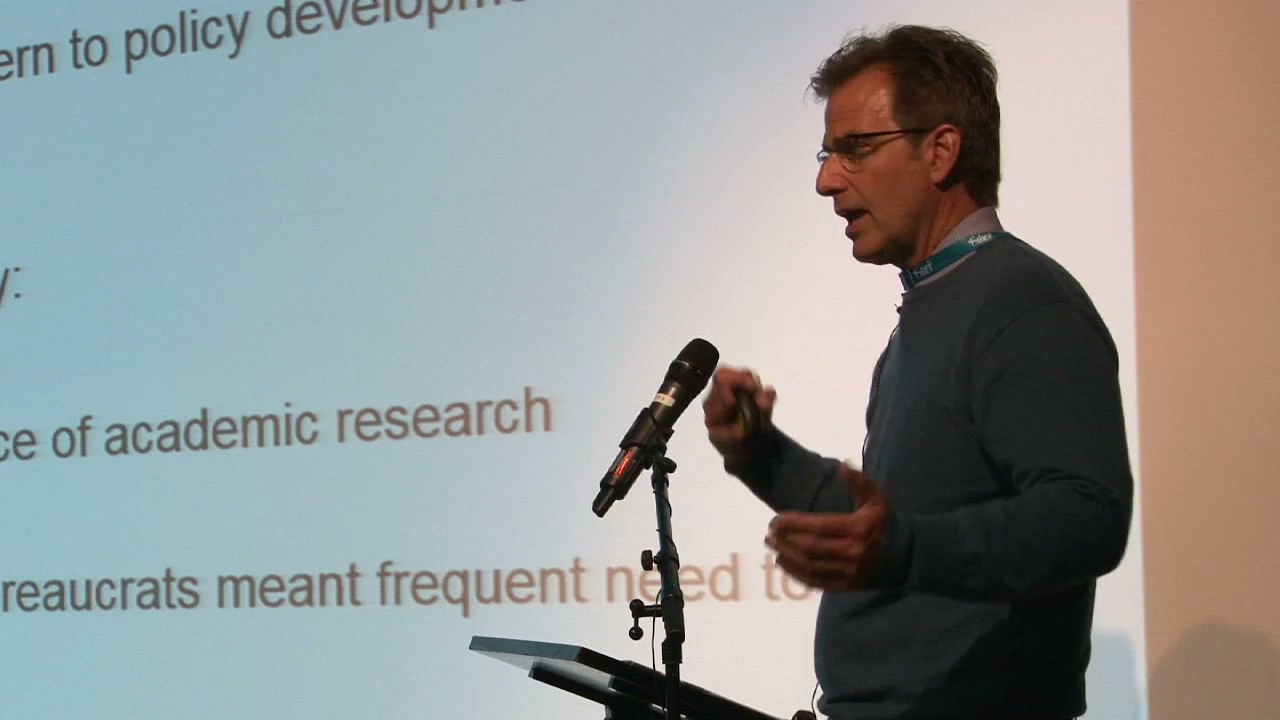 ern to policy developm
y:
ce of academic research
reaucrats meant frequent need to